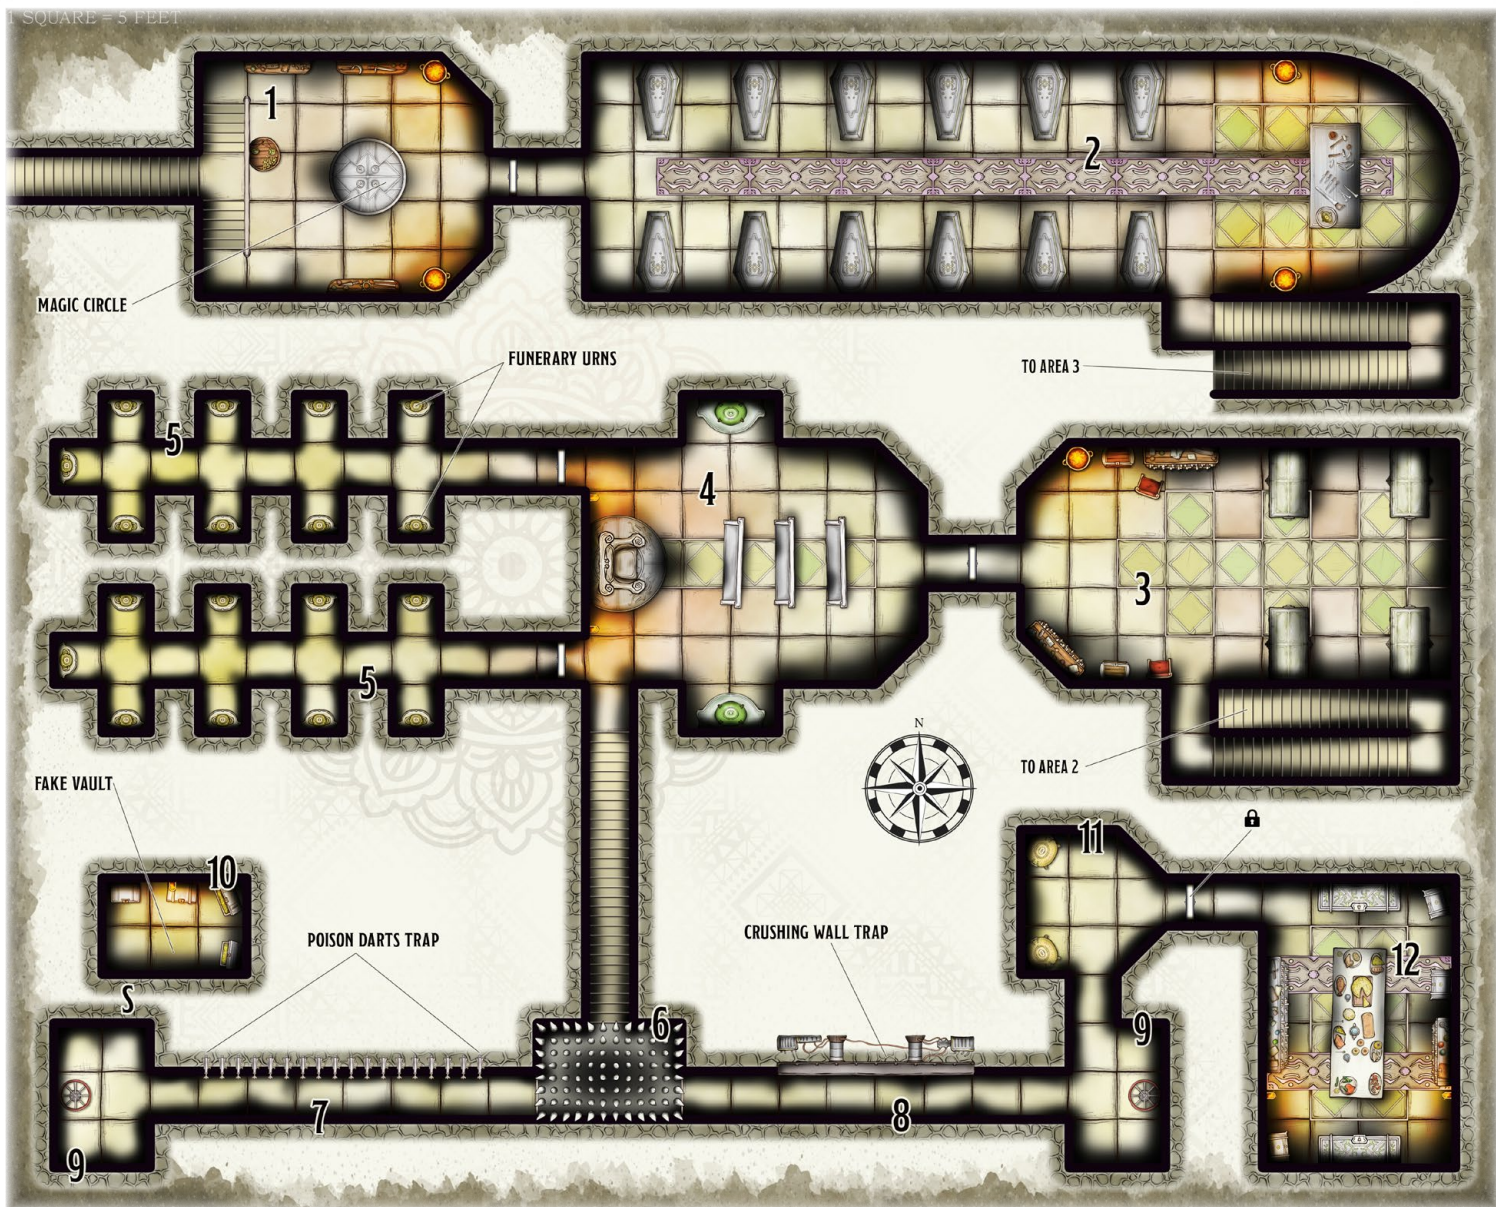 1 SQUARE = 5 FEET
1
2
MAGIC CIRCLE
FUNERARY URNS
TO AREA 3
5
4
3
5
N
TO AREA 2
FAKE VAULT
10
11
POISON DARTS TRAP
CRUSHING WALL TRAP
12
S
6
9
7
8
9